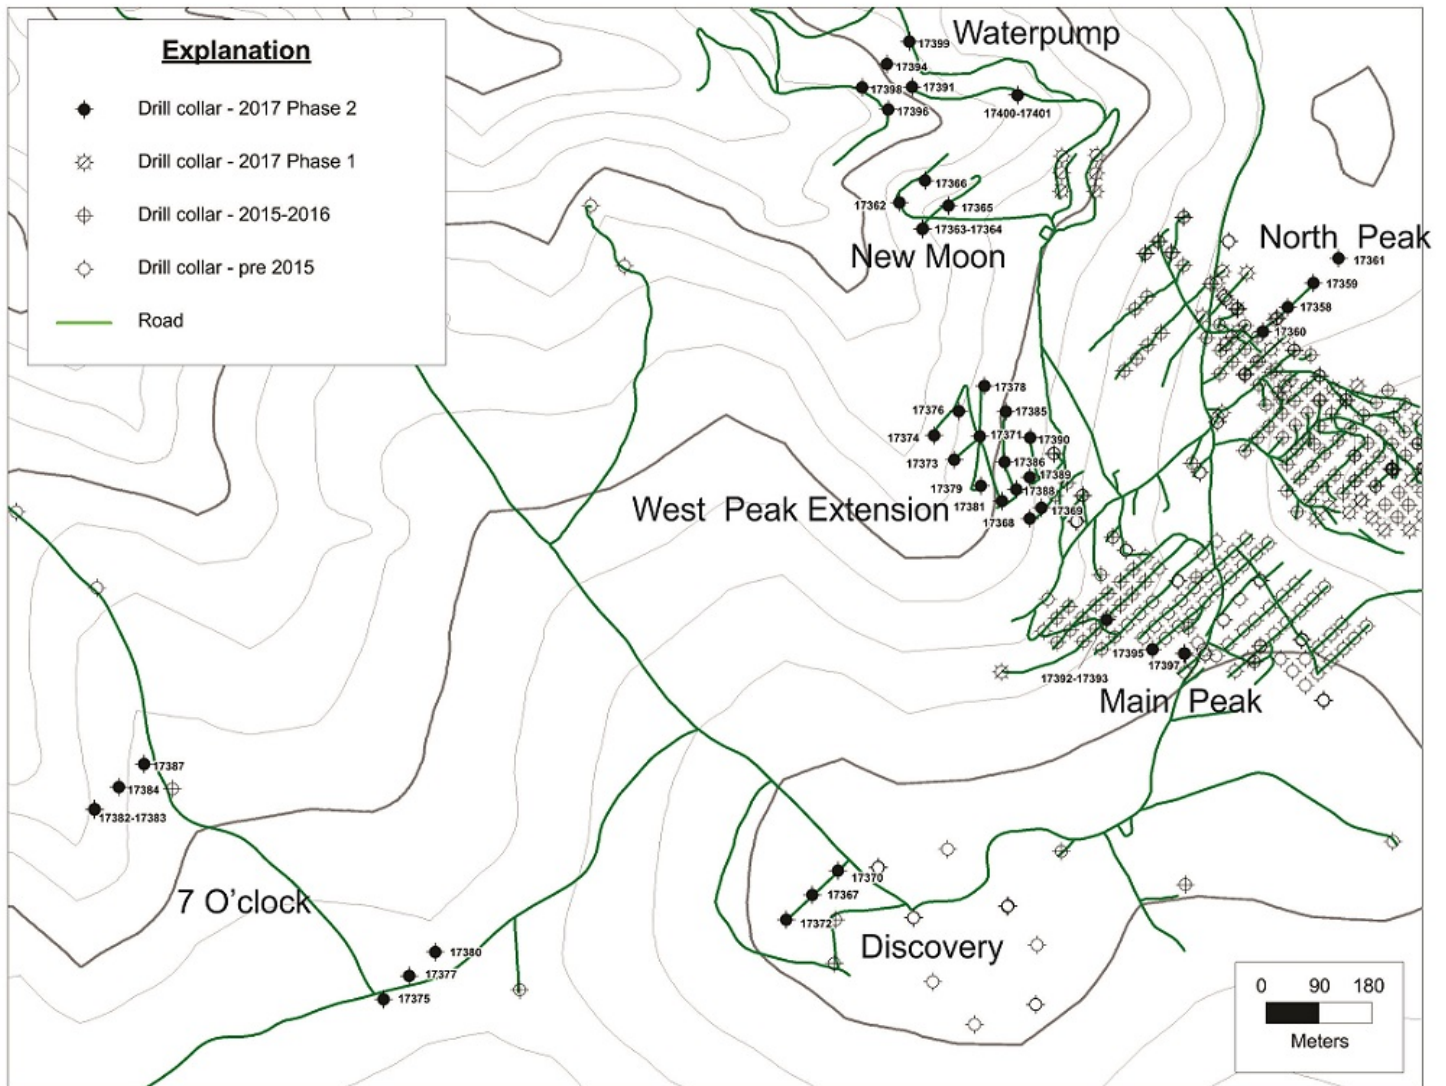 Explanation
Drill collar - 2017 Phase 2
Drill collar - 2017 Phase 1
Drill collar - 2015-2016
Drill collar - pre 2015
Road
Waterpump
17399
17394
17398
17391
17396
17400-17401
17366
17362
17365
17363-17364
New Moon
North Peak
17361
17359
17358
17360
17378
17376
17385
17374
17371
17390
17373
17386
17389
17379
17388
17381
17369
17368
West Peak Extension
17395
17397
17392-17393
Main Peak
17387
17384
17382-17383
7 O'clock
17370
17367
17372
Discovery
17380
17377
17375
0 90 180
Meters